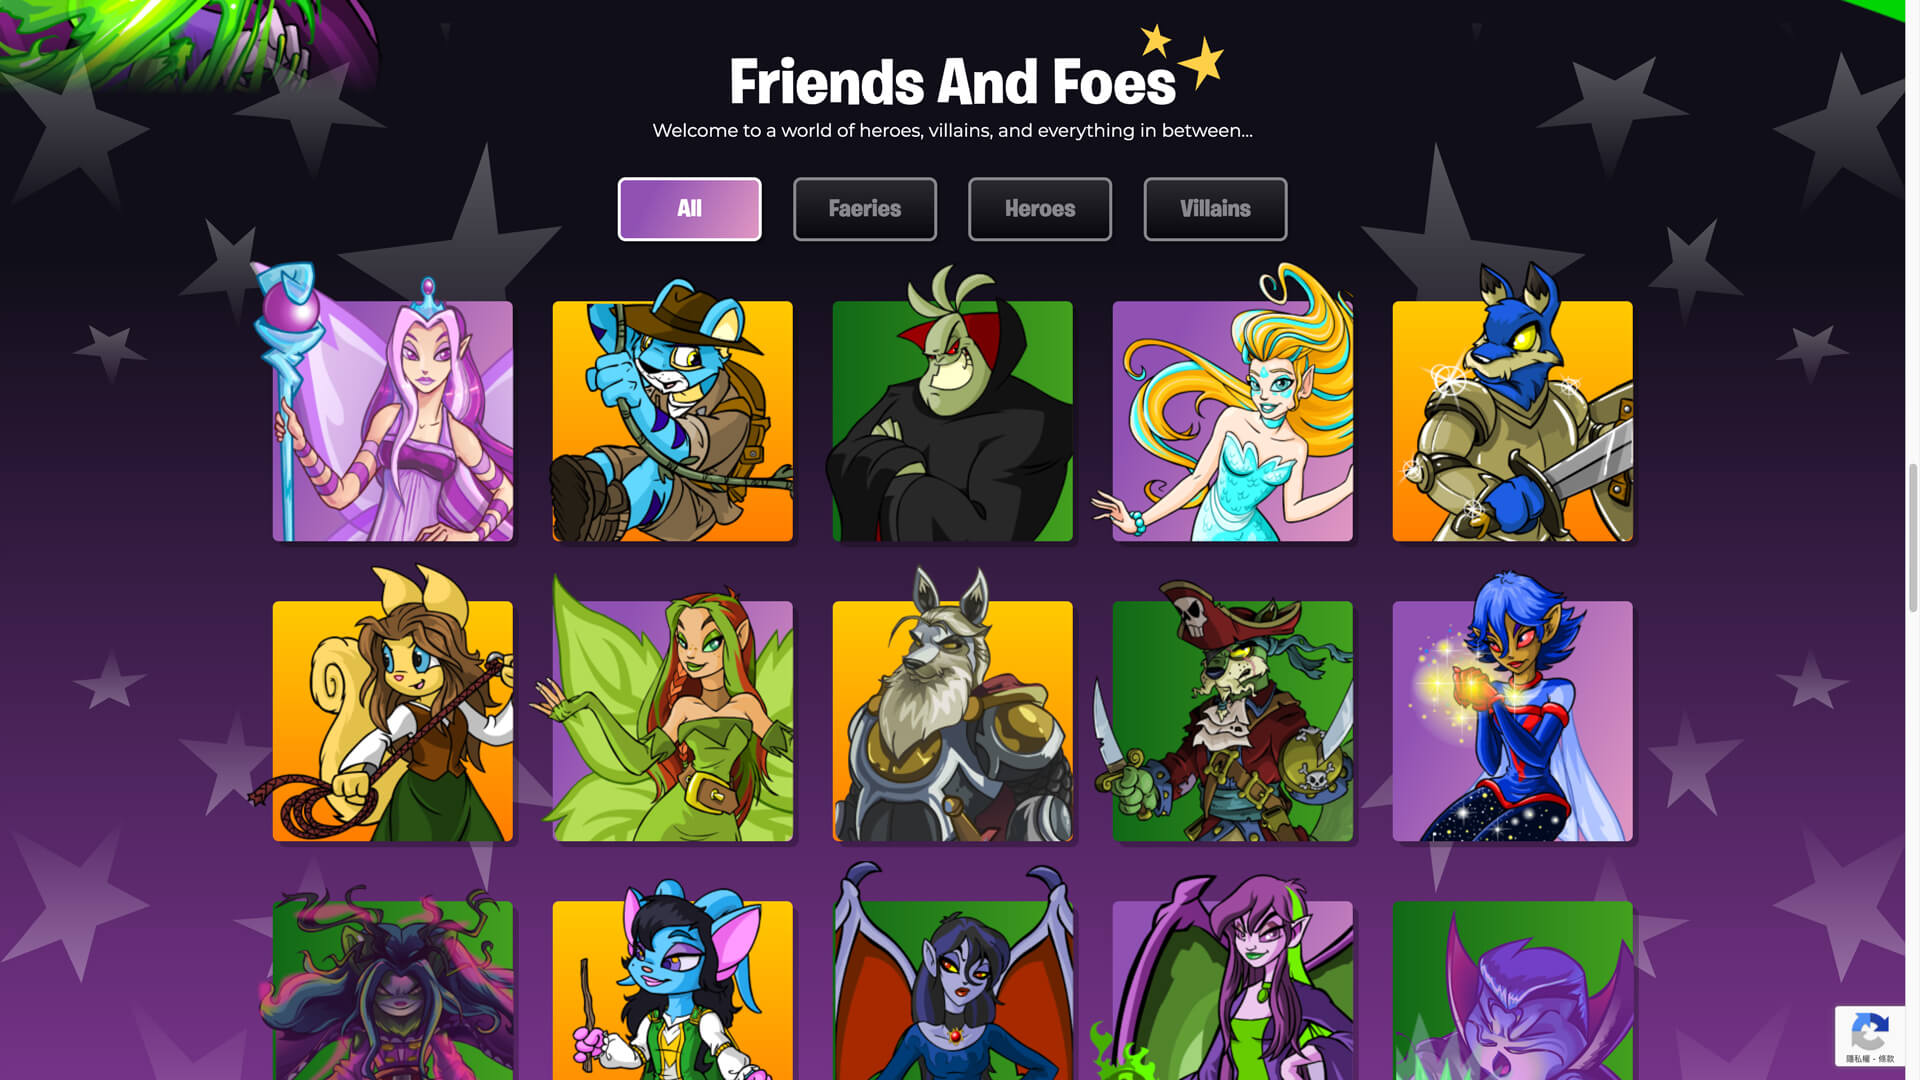 Friends And Foes
Welcome to a world of heroes, villains, and everything in between...
All
Faeries
Heroes
Villains
隱私權 - 條款